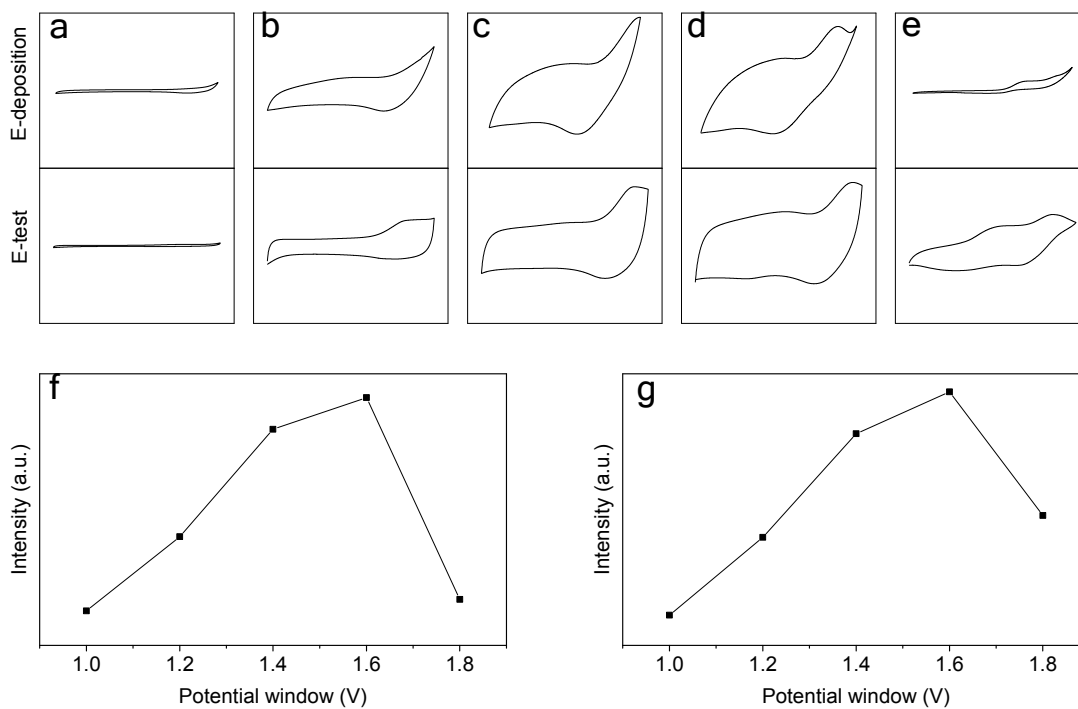 a b c d e
E-deposition
E-test
f
Intensity (a.u.)
1.0 1.2 1.4 1.6 1.8
Potential window (V)
g
Intensity (a.u.)
1.0 1.2 1.4 1.6 1.8
Potential window (V)